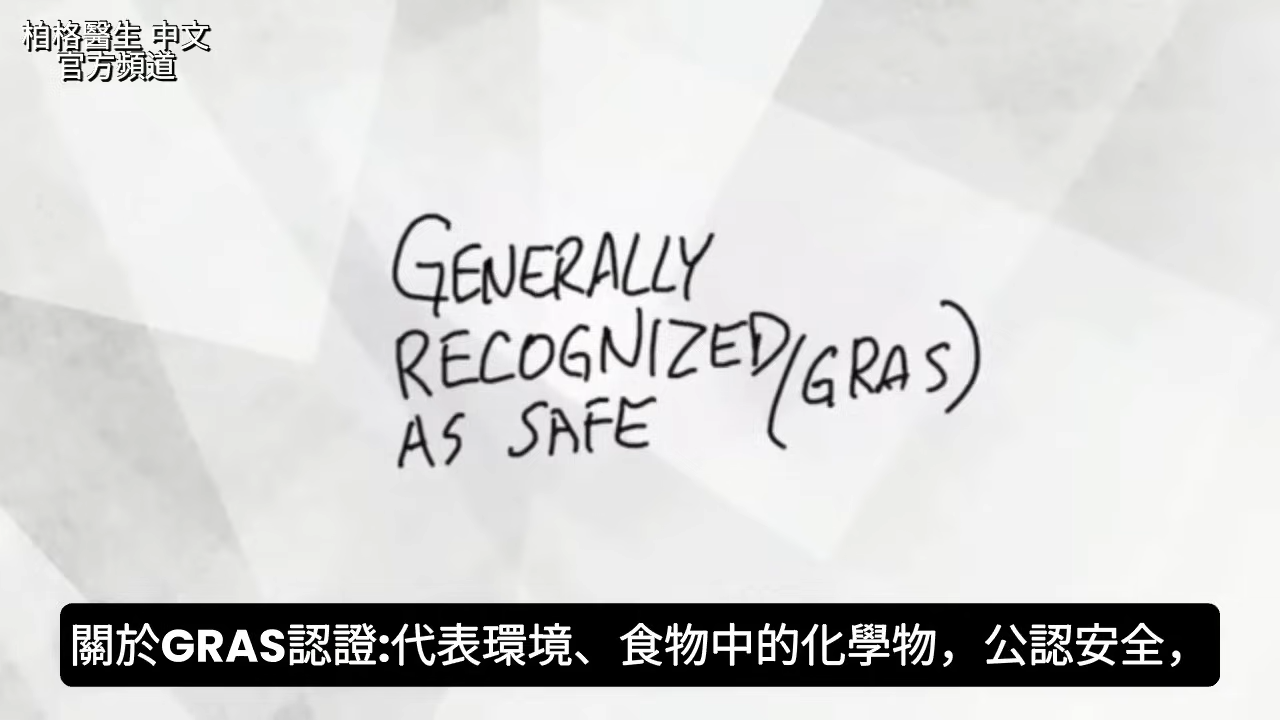 柏格醫生 中文
官方頻道
GENERALLY
RECOGNIZED (GRAS)
AS SAFE
關於GRAS認證:代表環境、食物中的化學物，公認安全，